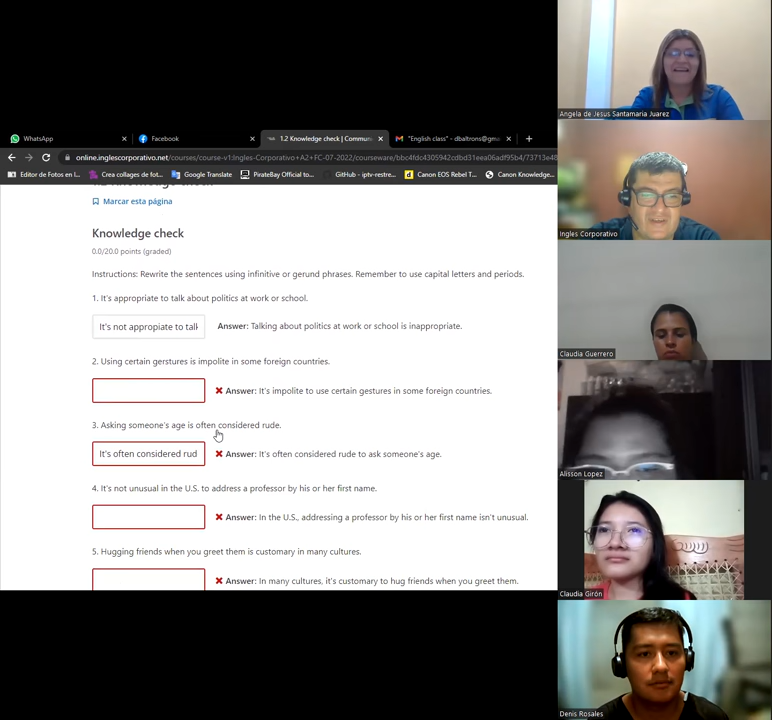 WhatsApp
Facebook
1.2 Knowledge check | Commun
"English class" - dbaltrons@gm
online.inglescorporativo.net/courses/course-v1:Ingles-Corporativo+A2+FC-07-2022/courseware/bbc4fdc4305942cdbd31eea06adf95b4/73713e48
Editor de Fotos en l...
Crea collages de fot...
Google Translate
PirateBay Official to...
GitHub - iptv-restre...
Canon EOS Rebel T...
Canon Knowledge...
Marcar esta página
Knowledge check
0.0/20.0 points (graded)
Instructions: Rewrite the sentences using infinitive or gerund phrases. Remember to use capital letters and periods.
1. It's appropriate to talk about politics at work or school.
It's not appropiate to talk
Answer: Talking about politics at work or school is inappropriate.
2. Using certain gerstures is impolite in some foreign countries.
Answer: It's impolite to use certain gestures in some foreign countries.
3. Asking someone's age is often considered rude.
It's often considered rud
Answer: It's often considered rude to ask someone's age.
4. It's not unusual in the U.S. to address a professor by his or her first name.
Answer: In the U.S., addressing a professor by his or her first name isn't unusual.
5. Hugging friends when you greet them is customary in many cultures.
Answer: In many cultures, it's customary to hug friends when you greet them.
Angela de Jesus Santamaria Juarez
Ingles Corporativo
Claudia Guerrero
Alisson Lopez
Claudia Girón
Denis Rosales